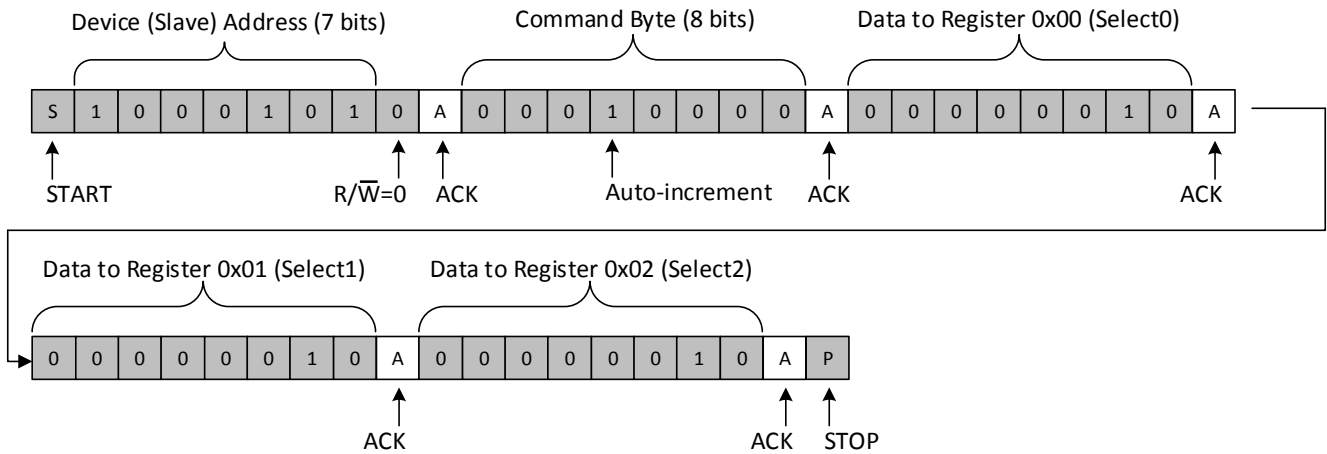 Device (Slave) Address (7 bits) Command Byte (8 bits) Data to Register 0x00 (Select0)
S 1 0 0 0 1 0 1 0 A 0 0 0 1 0 0 0 0 A 0 0 0 0 0 0 1 0 A
START R/W̅=0 ACK Auto-increment ACK ACK
Data to Register 0x01 (Select1) Data to Register 0x02 (Select2)
0 0 0 0 0 0 1 0 A 0 0 0 0 0 0 1 0 A P
ACK ACK STOP